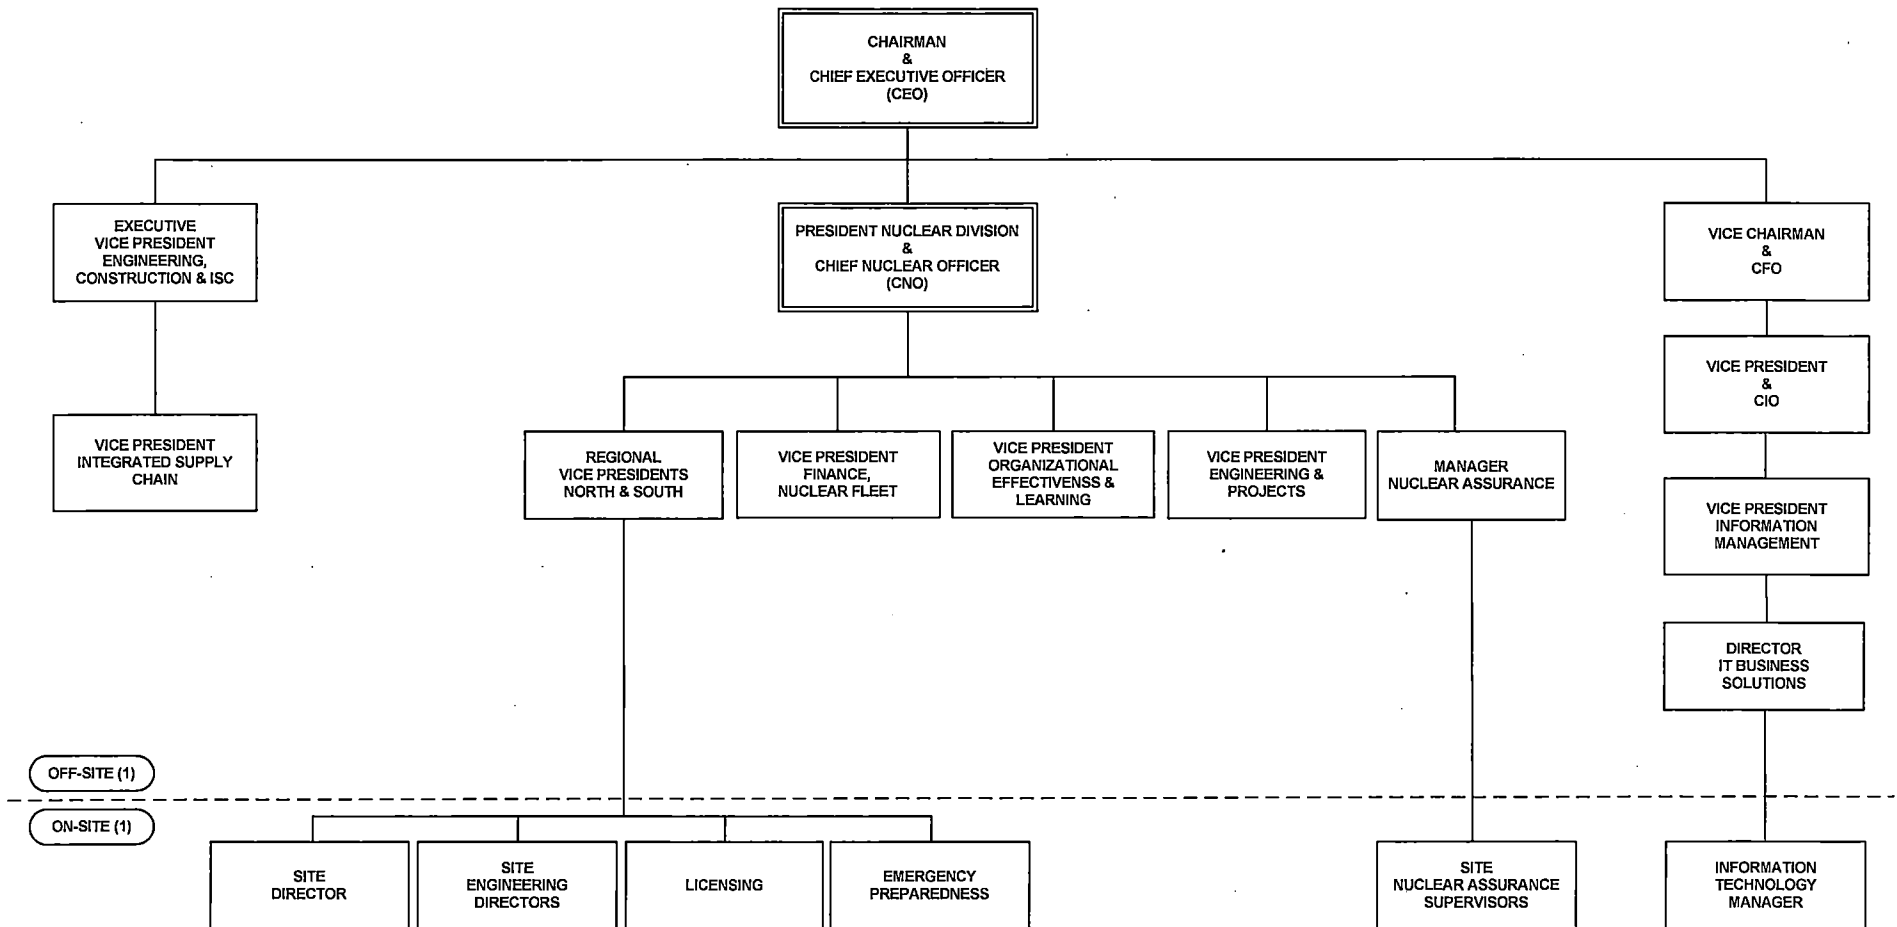 CHAIRMAN
&
CHIEF EXECUTIVE OFFICER
(CEO)
EXECUTIVE
VICE PRESIDENT
ENGINEERING,
CONSTRUCTION & ISC
PRESIDENT NUCLEAR DIVISION
&
CHIEF NUCLEAR OFFICER
(CNO)
VICE CHAIRMAN
&
CFO
VICE PRESIDENT
&
CIO
VICE PRESIDENT
INTEGRATED SUPPLY
CHAIN
REGIONAL
VICE PRESIDENTS
NORTH & SOUTH
VICE PRESIDENT
FINANCE,
NUCLEAR FLEET
VICE PRESIDENT
ORGANIZATIONAL
EFFECTIVENSS &
LEARNING
VICE PRESIDENT
ENGINEERING &
PROJECTS
MANAGER
NUCLEAR ASSURANCE
VICE PRESIDENT
INFORMATION
MANAGEMENT
DIRECTOR
IT BUSINESS
SOLUTIONS
OFF-SITE (1)
ON-SITE (1)
SITE
DIRECTOR
SITE
ENGINEERING
DIRECTORS
LICENSING
EMERGENCY
PREPAREDNESS
SITE
NUCLEAR ASSURANCE
SUPERVISORS
INFORMATION
TECHNOLOGY
MANAGER